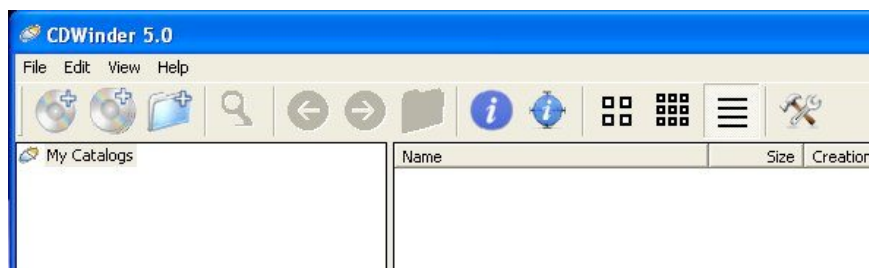 CDWinder 5.0
File Edit View Help
My Catalogs
Name Size Creation